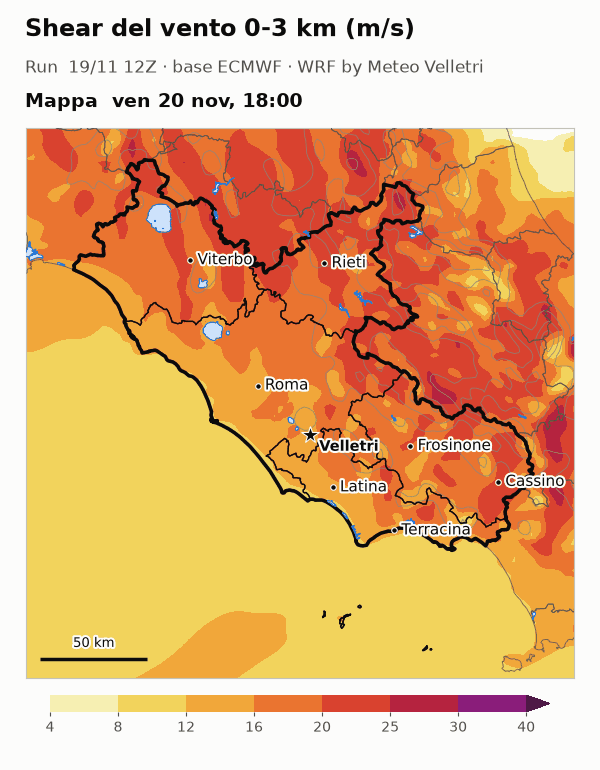 Shear del vento 0-3 km (m/s)
Run  19/11 12Z · base ECMWF · WRF by Meteo Velletri
Mappa  ven 20 nov, 18:00
Viterbo
Rieti
Roma
Velletri
Frosinone
Cassino
Latina
Terracina
50 km
4 8 12 16 20 25 30 40